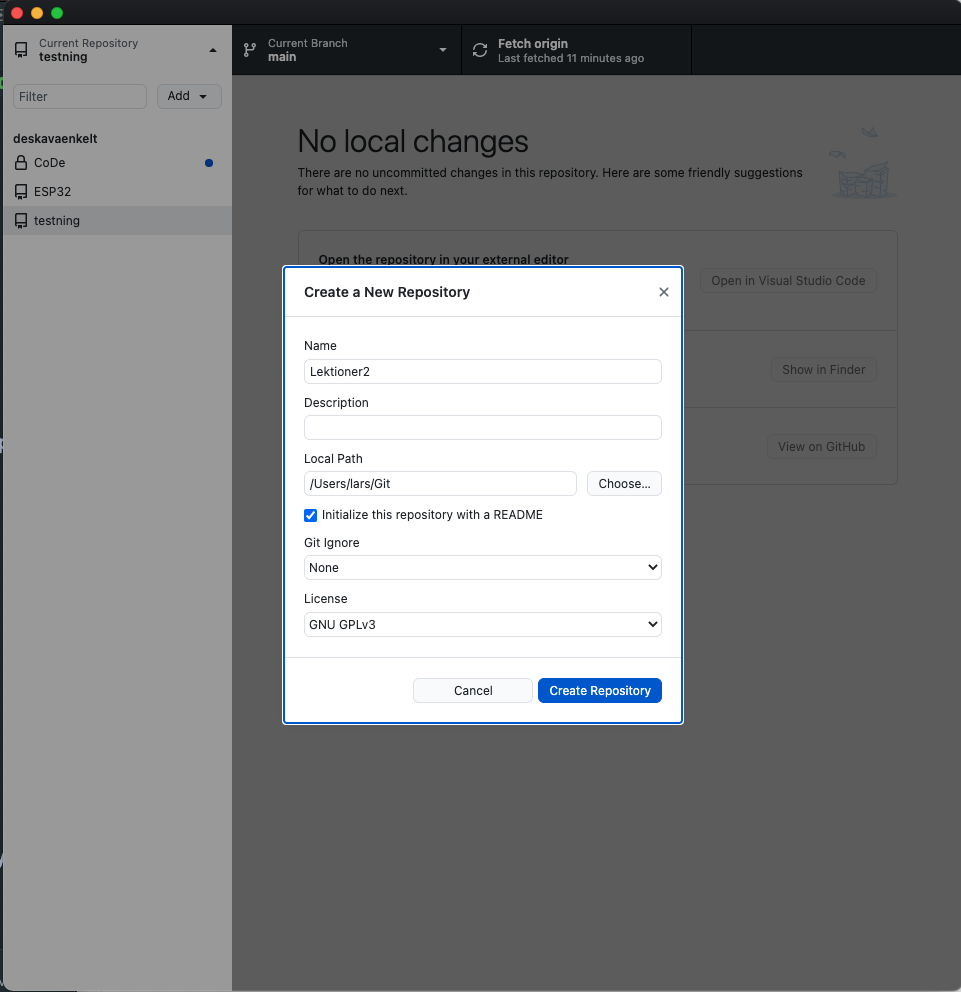 Current Repository
testning
Current Branch
main
Fetch origin
Last fetched 11 minutes ago
Filter
Add
deskavaenkelt
CoDe
ESP32
testning
No local changes
There are no uncommitted changes in this repository. Here are some friendly suggestions
for what to do next.
Open the repository in your external editor
Open in Visual Studio Code
Show in Finder
View on GitHub
Create a New Repository
Name
Lektioner2
Description
Local Path
/Users/lars/Git
Choose...
Initialize this repository with a README
Git Ignore
None
License
GNU GPLv3
Cancel
Create Repository